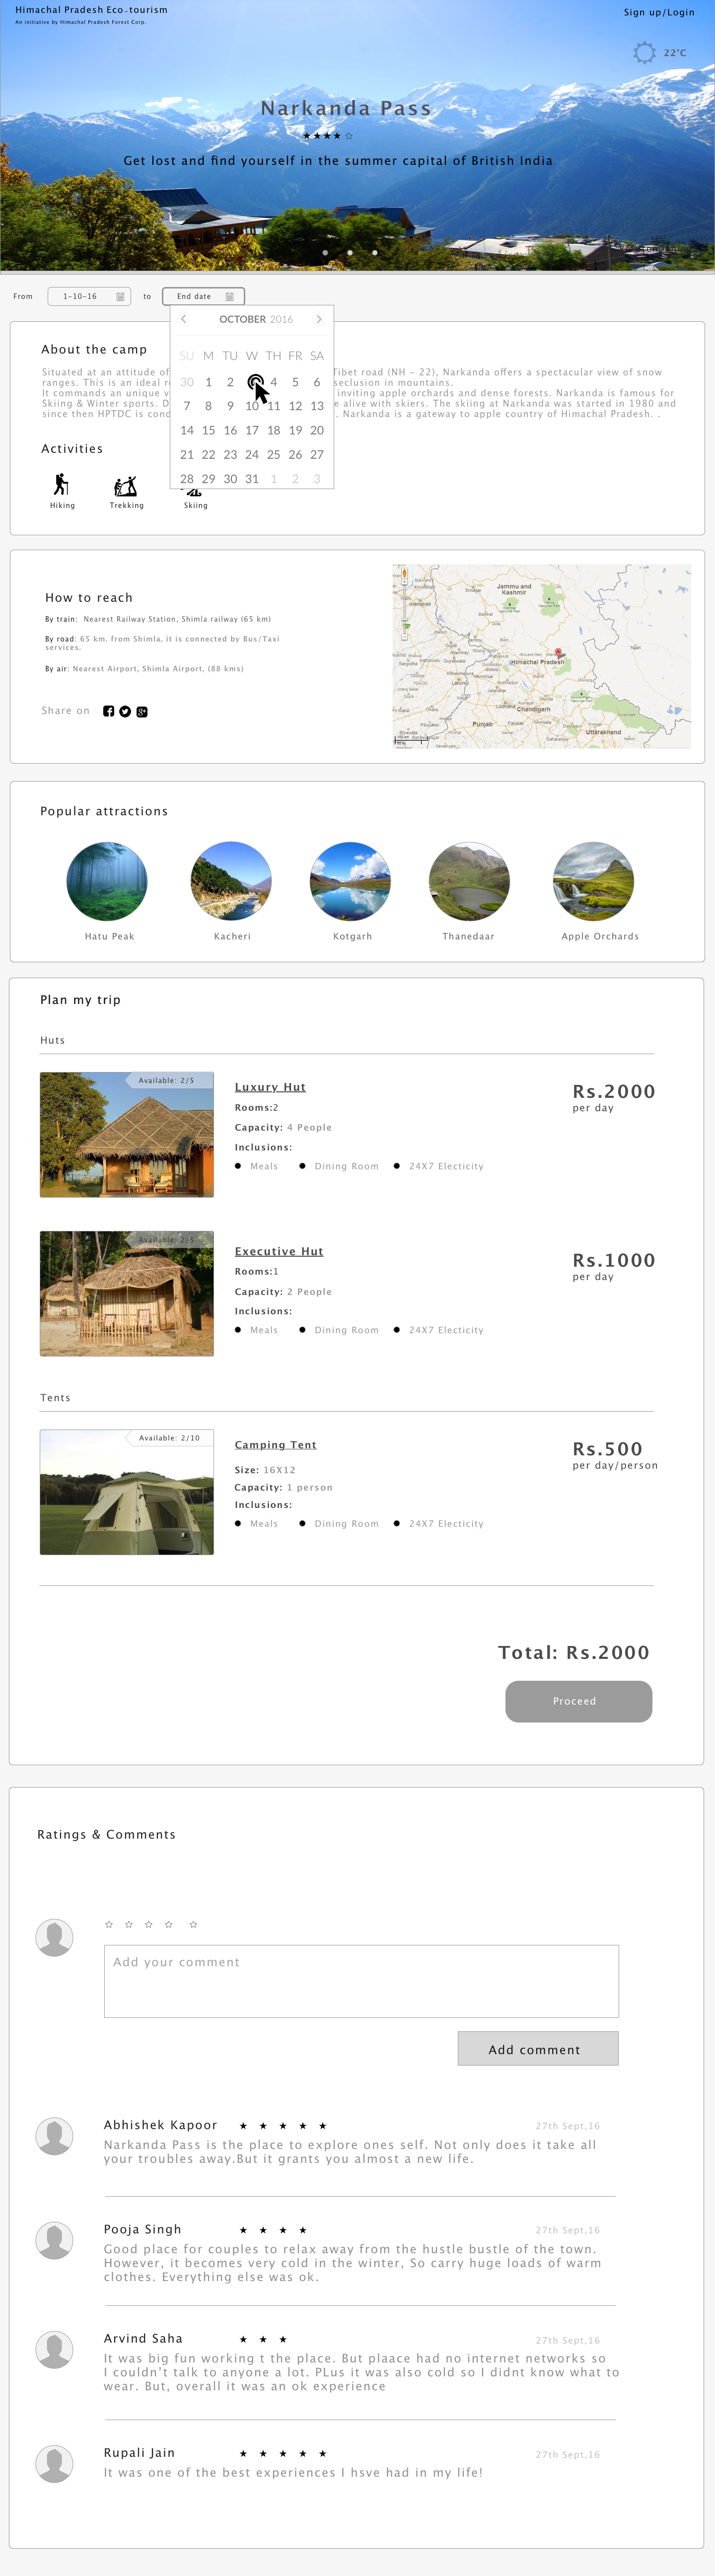 Himachal Pradesh Eco-tourism
Sign up/Login
An initiative by Himachal Pradesh Forest Corp.
22°C
Narkanda Pass
★★★★☆
Get lost and find yourself in the summer capital of British India
From 1-10-16 to End date
OCTOBER 2016
SU M TU W TH FR SA
30 1 2 4 5 6
7 8 9 10 11 12 13
14 15 16 17 18 19 20
21 22 23 24 25 26 27
28 29 30 31 1 2 3
About the camp
Situated at an attitude of Tibet road (NH - 22), Narkanda offers a spectacular view of snow
ranges. This is an ideal seclusion in mountains.
It commands an unique inviting apple orchards and dense forests. Narkanda is famous for
Skiing & Winter sports. alive with skiers. The skiing at Narkanda was started in 1980 and
since then HPTDC is . Narkanda is a gateway to apple country of Himachal Pradesh. .
Activities
Hiking Trekking Skiing
How to reach
By train: Nearest Railway Station, Shimla railway (65 km)
By road: 65 km. from Shimla, it is connected by Bus/Taxi
services.
By air: Nearest Airport, Shimla Airport, (88 kms)
Share on
Jammu and
Kashmir
Himachal Pradesh
Chandigarh
Punjab
Uttarakhand
Popular attractions
Hatu Peak Kacheri Kotgarh Thanedaar Apple Orchards
Plan my trip
Huts
Available: 2/5
Luxury Hut
Rs.2000
per day
Rooms:2
Capacity: 4 People
Inclusions:
Meals Dining Room 24X7 Electicity
Available: 2/5
Executive Hut
Rs.1000
per day
Rooms:1
Capacity: 2 People
Inclusions:
Meals Dining Room 24X7 Electicity
Tents
Available: 2/10
Camping Tent
Rs.500
per day/person
Size: 16X12
Capacity: 1 person
Inclusions:
Meals Dining Room 24X7 Electicity
Total: Rs.2000
Proceed
Ratings & Comments
☆ ☆ ☆ ☆ ☆
Add your comment
Add comment
Abhishek Kapoor ★ ★ ★ ★ ★ 27th Sept,16
Narkanda Pass is the place to explore ones self. Not only does it take all
your troubles away.But it grants you almost a new life.
Pooja Singh ★ ★ ★ ★ 27th Sept,16
Good place for couples to relax away from the hustle bustle of the town.
However, it becomes very cold in the winter, So carry huge loads of warm
clothes. Everything else was ok.
Arvind Saha ★ ★ ★ 27th Sept,16
It was big fun working t the place. But plaace had no internet networks so
I couldn't talk to anyone a lot. PLus it was also cold so I didnt know what to
wear. But, overall it was an ok experience
Rupali Jain ★ ★ ★ ★ ★ 27th Sept,16
It was one of the best experiences I hsve had in my life!